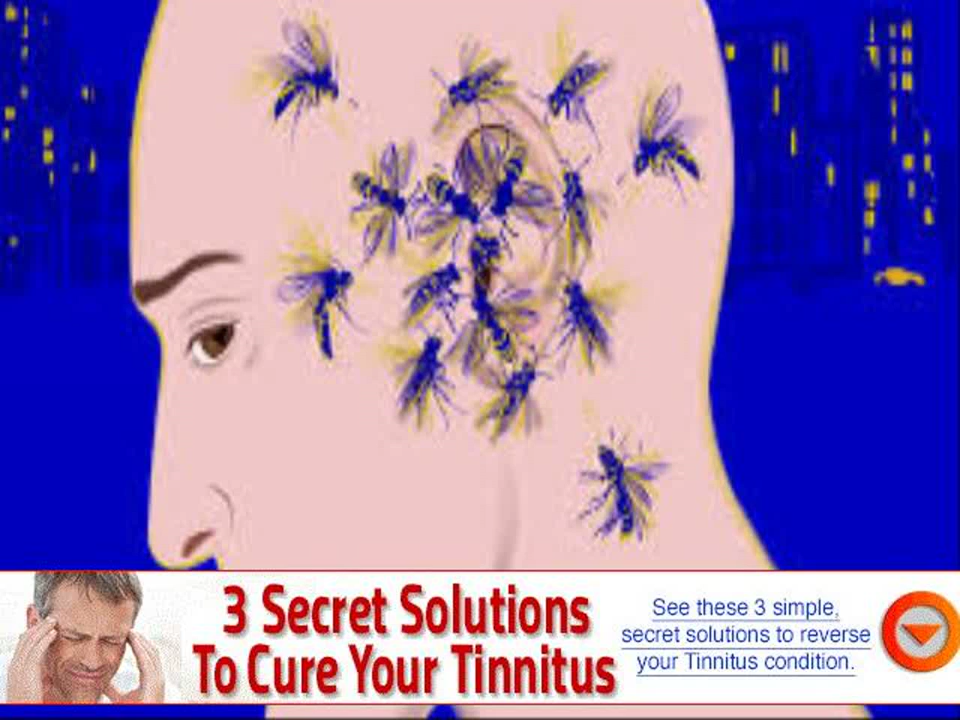 3 Secret Solutions
To Cure Your Tinnitus
See these 3 simple,
secret solutions to reverse
your Tinnitus condition.